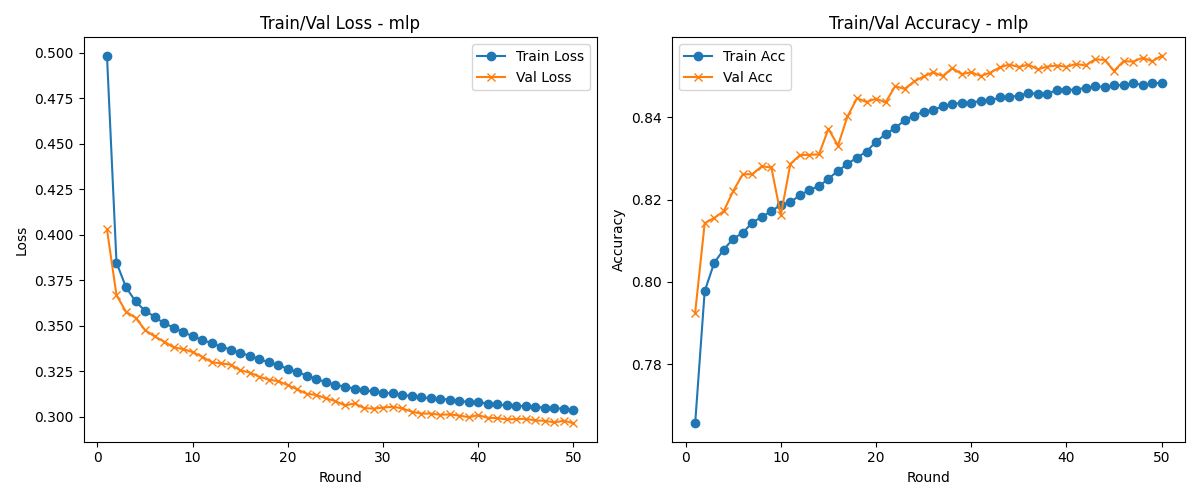 Train/Val Loss - mlp
Train Loss
Val Loss
0.500
0.475
0.450
0.425
0.400
0.375
0.350
0.325
0.300
Loss
0 10 20 30 40 50
Round
Train/Val Accuracy - mlp
Train Acc
Val Acc
0.84
0.82
0.80
0.78
Accuracy
0 10 20 30 40 50
Round